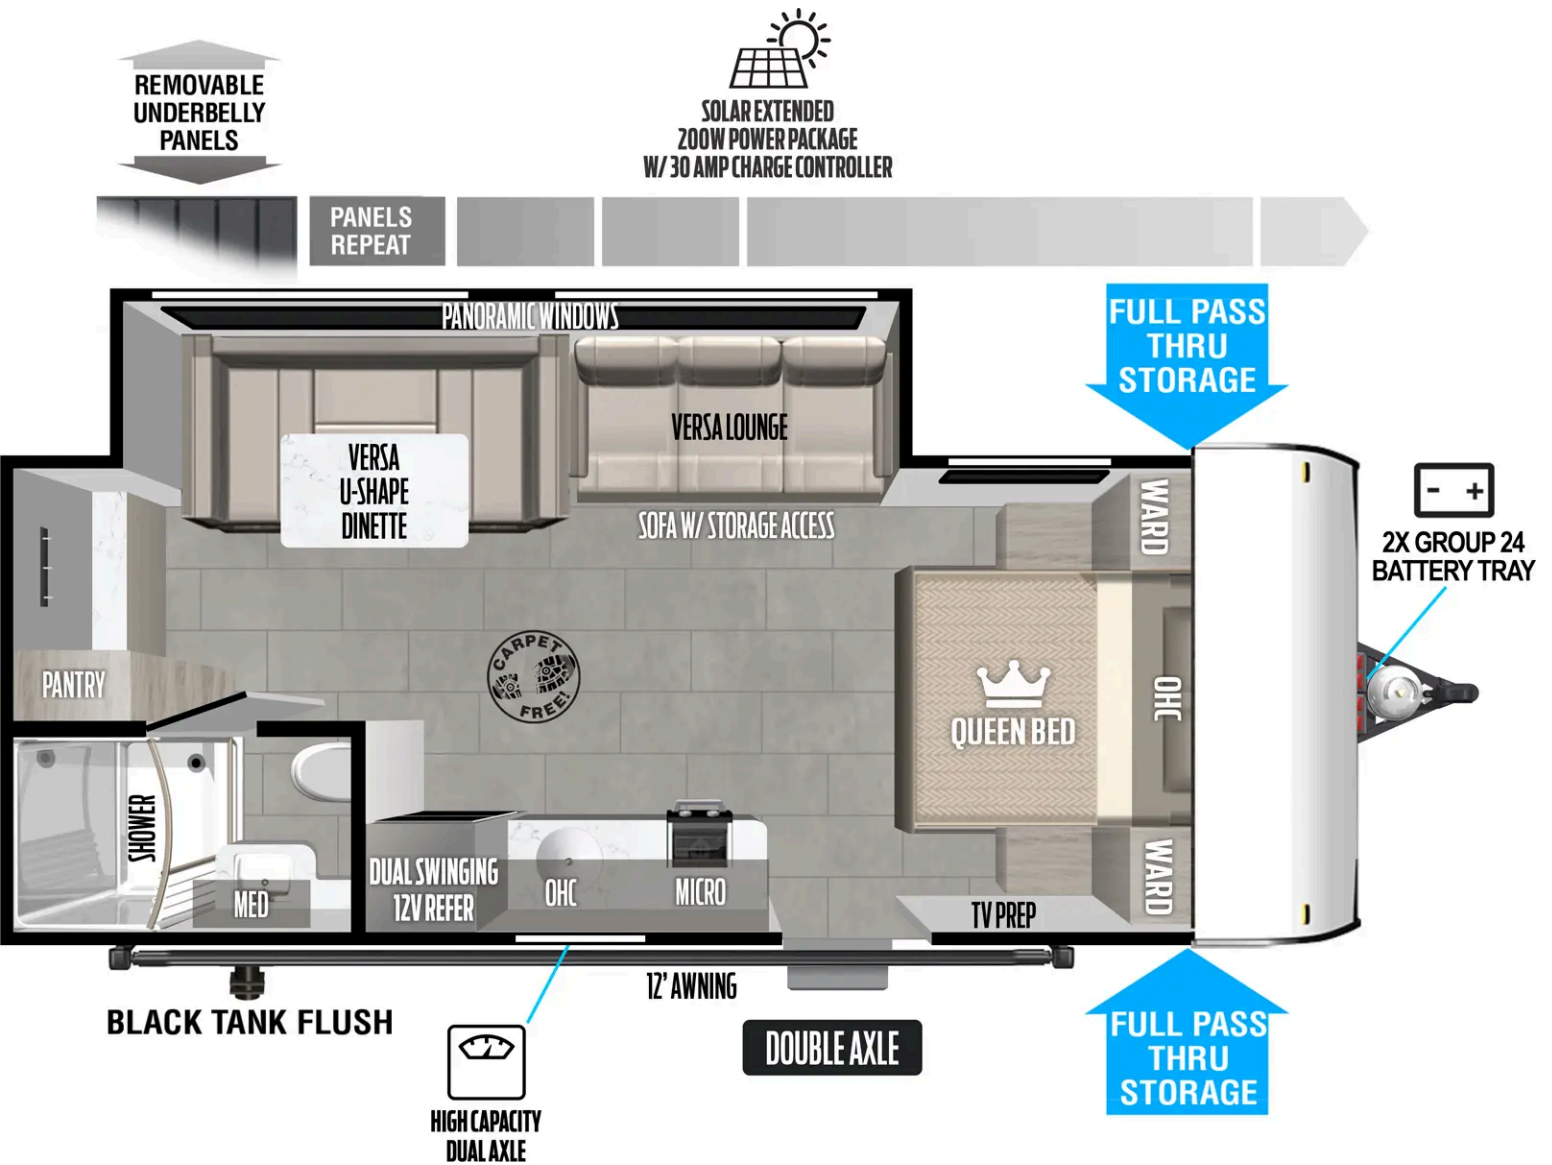 REMOVABLE
UNDERBELLY
PANELS
SOLAR EXTENDED
200W POWER PACKAGE
W/ 30 AMP CHARGE CONTROLLER
PANELS
REPEAT
FULL PASS
THRU
STORAGE
PANORAMIC WINDOWS
VERSA LOUNGE
VERSA
U-SHAPE
DINETTE
SOFA W/ STORAGE ACCESS
WARD
- +
2X GROUP 24
BATTERY TRAY
CARPET
FREE!
PANTRY
QUEEN BED
OHC
SHOWER
MED
DUAL SWINGING
12V REFER
OHC
MICRO
TV PREP
WARD
12' AWNING
BLACK TANK FLUSH
DOUBLE AXLE
FULL PASS
THRU
STORAGE
HIGH CAPACITY
DUAL AXLE